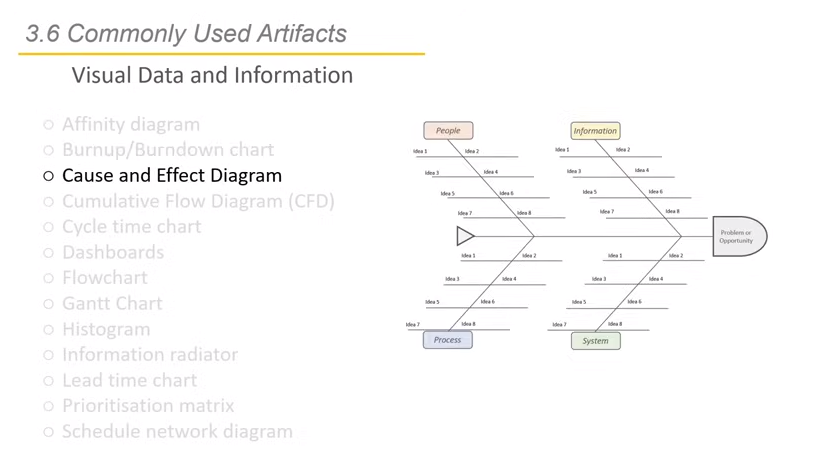 3.6 Commonly Used Artifacts
Visual Data and Information
○ Affinity diagram
○ Burnup/Burndown chart
○ Cause and Effect Diagram
○ Cumulative Flow Diagram (CFD)
○ Cycle time chart
○ Dashboards
○ Flowchart
○ Gantt Chart
○ Histogram
○ Information radiator
○ Lead time chart
○ Prioritisation matrix
○ Schedule network diagram
People
Information
Idea 1 Idea 2 Idea 1 Idea 2
Idea 3 Idea 4 Idea 3 Idea 4
Idea 5 Idea 6 Idea 5 Idea 6
Idea 7 Idea 8 Idea 7 Idea 8
Problem or
Opportunity
Idea 1 Idea 2 Idea 1 Idea 2
Idea 3 Idea 4 Idea 3 Idea 4
Idea 5 Idea 6 Idea 5 Idea 6
Idea 7 Idea 8 Idea 7 Idea 8
Process
System